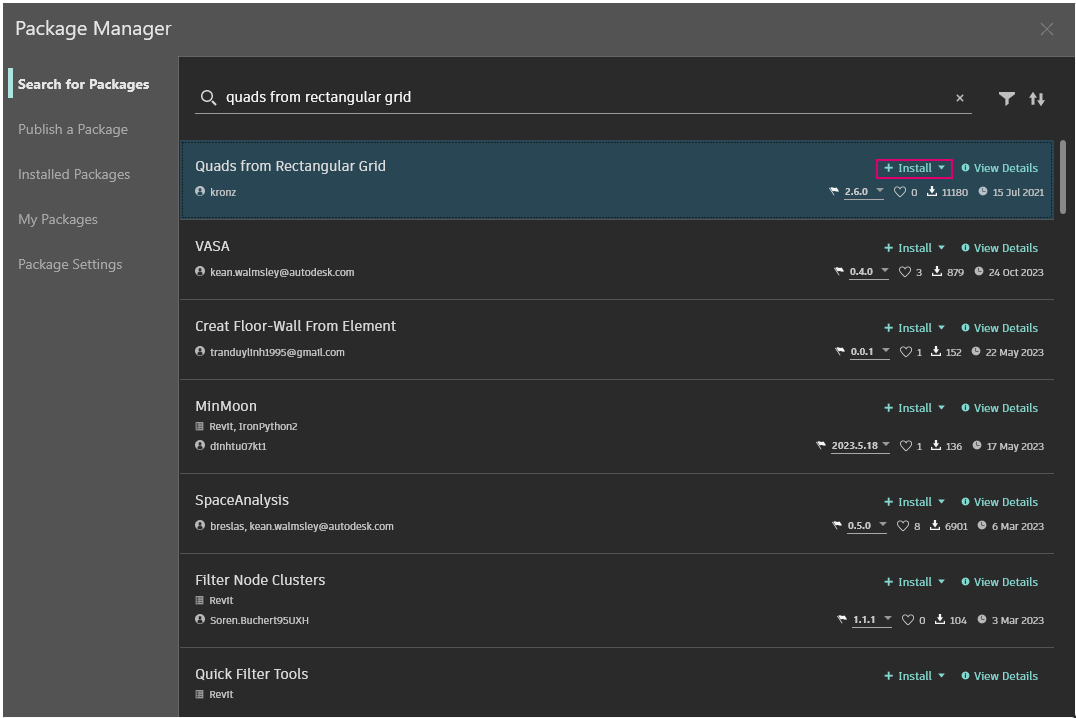 Package Manager
Search for Packages
Publish a Package
Installed Packages
My Packages
Package Settings
quads from rectangular grid
Quads from Rectangular Grid
+ Install
View Details
kronz
2.6.0
0
11180
15 Jul 2021
VASA
+ Install
View Details
kean.walmsley@autodesk.com
0.4.0
3
879
24 Oct 2023
Creat Floor-Wall From Element
+ Install
View Details
tranduylinh1995@gmail.com
0.0.1
1
152
22 May 2023
MinMoon
+ Install
View Details
Revit, IronPython2
dinhtu07kt1
2023.5.18
1
136
17 May 2023
SpaceAnalysis
+ Install
View Details
breslas, kean.walmsley@autodesk.com
0.5.0
8
6901
6 Mar 2023
Filter Node Clusters
+ Install
View Details
Revit
Soren.Buchert95UXH
1.1.1
0
104
3 Mar 2023
Quick Filter Tools
+ Install
View Details
Revit